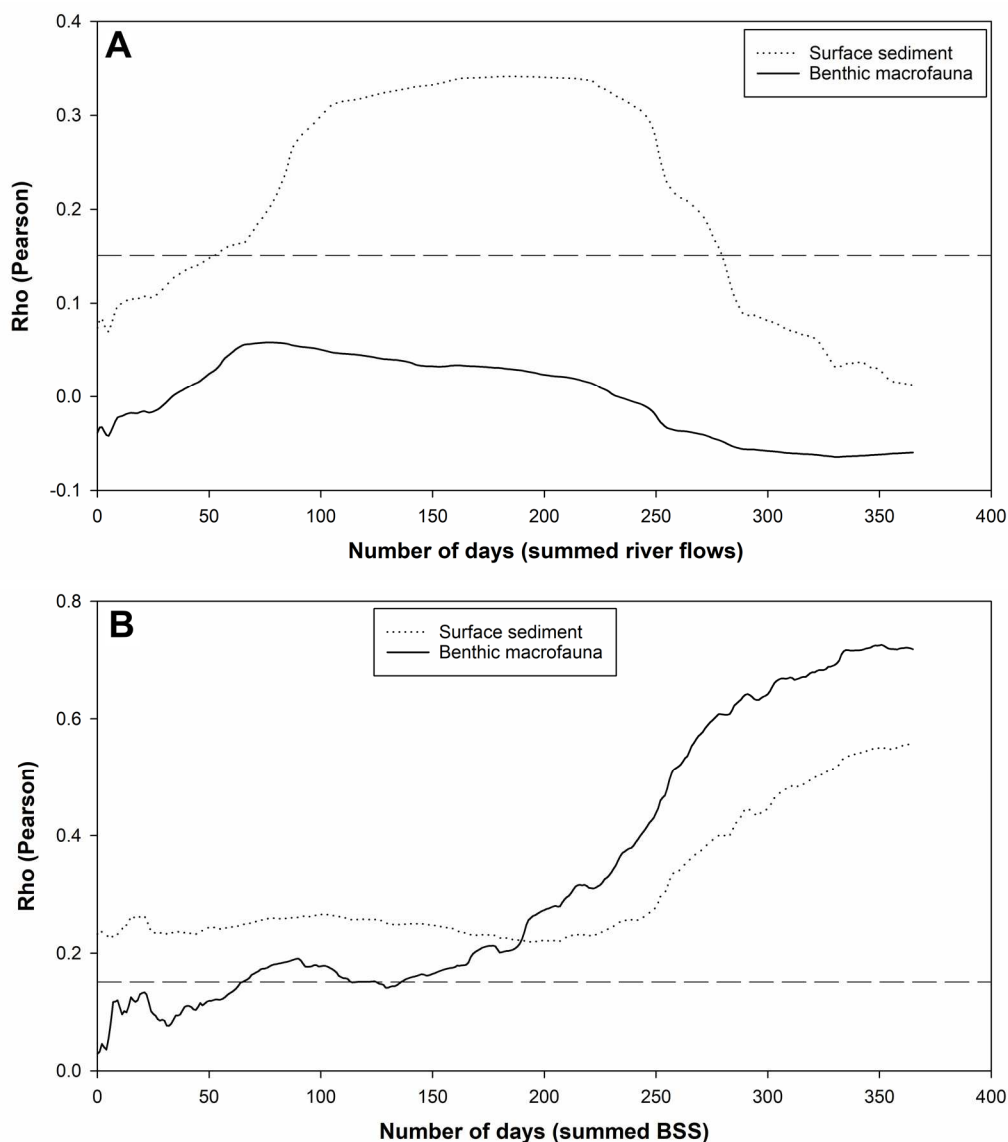 A
Surface sediment
Benthic macrofauna
0.4
0.3
0.2
0.1
0.0
-0.1
Rho (Pearson)
0 50 100 150 200 250 300 350 400
Number of days (summed river flows)
B
Surface sediment
Benthic macrofauna
0.8
0.6
0.4
0.2
0.0
Rho (Pearson)
0 50 100 150 200 250 300 350 400
Number of days (summed BSS)